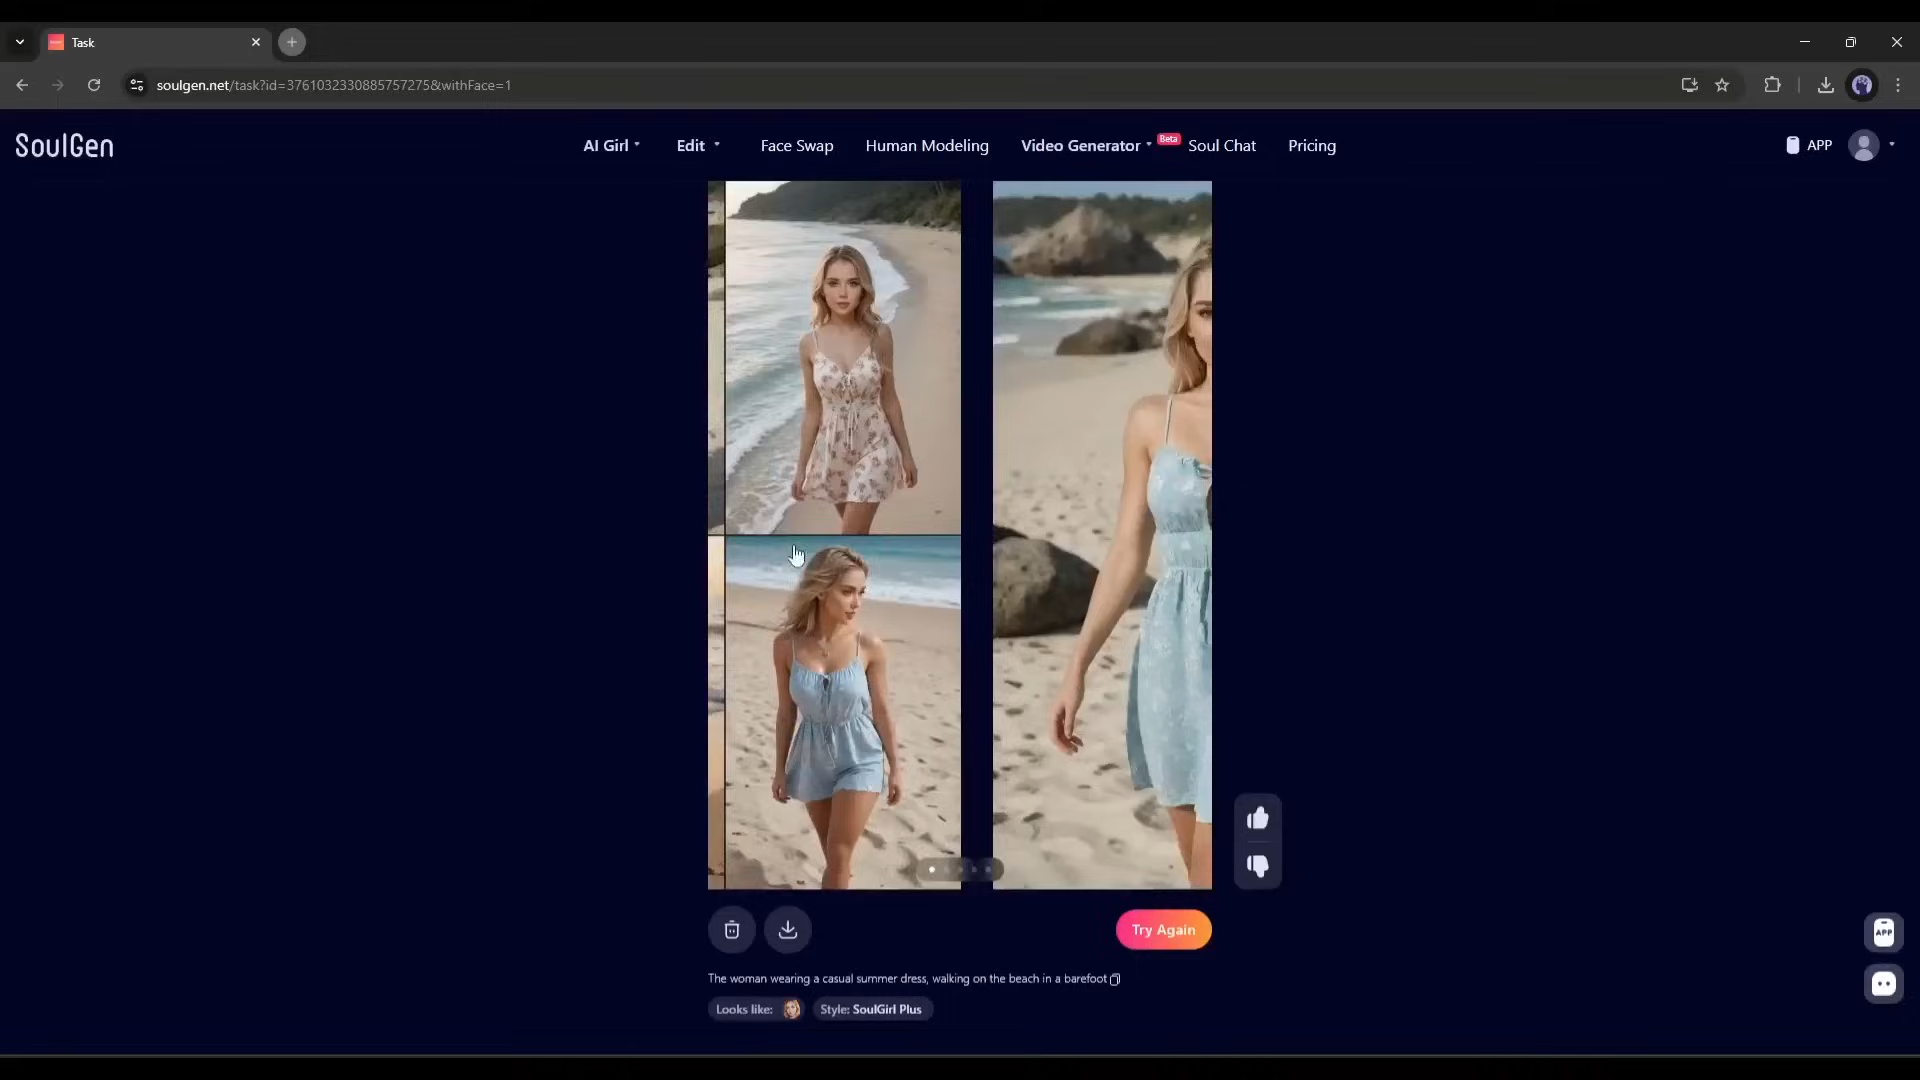 Task
soulgen.net/task?id=3761032330885757275&withFace=1
SoulGen
AI Girl
Edit
Face Swap
Human Modeling
Video Generator
Beta
Soul Chat
Pricing
APP
Try Again
APP
The woman wearing a casual summer dress, walking on the beach in a barefoot
Looks like:
Style: SoulGirl Plus